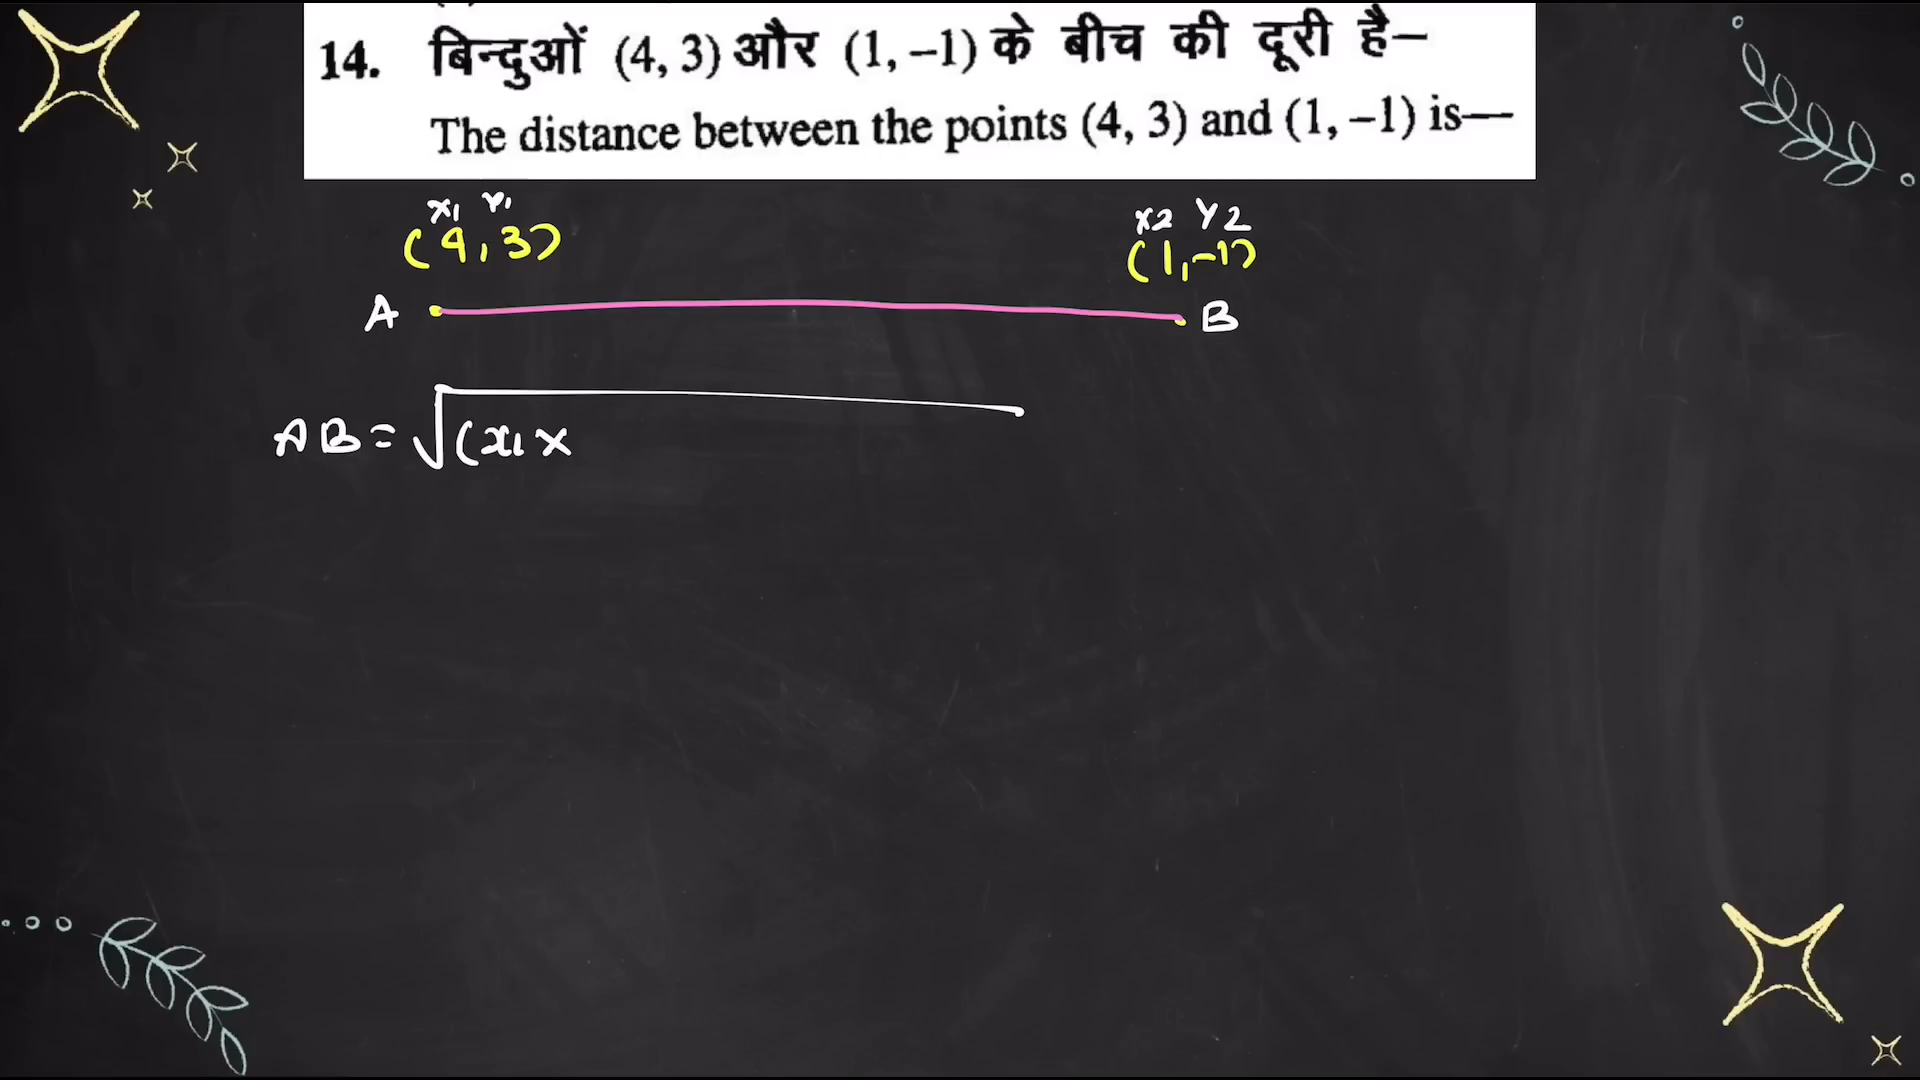 14. बिन्दुओं (4, 3) और (1, –1) के बीच की दूरी है–
The distance between the points (4, 3) and (1, –1) is—
x1 y1
(4,3)
x2 y2
(1,-1)
A B
AB=√(x1 x